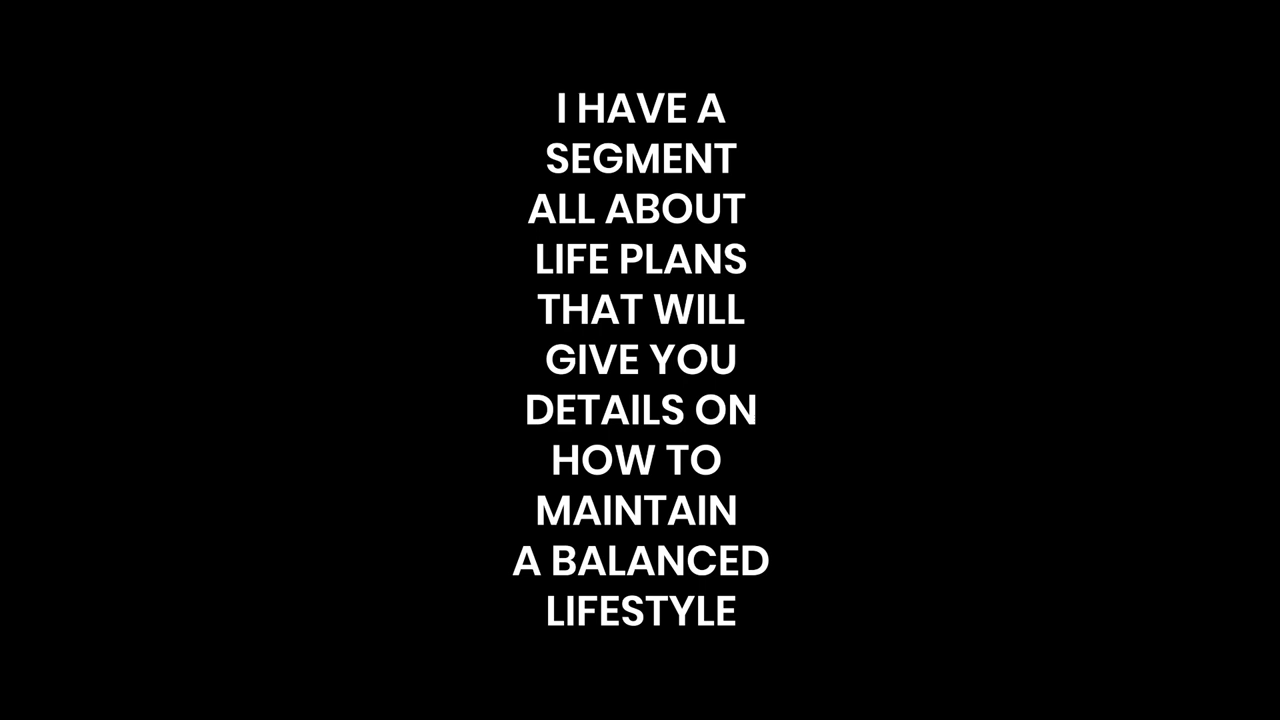 I HAVE A
SEGMENT
ALL ABOUT
LIFE PLANS
THAT WILL
GIVE YOU
DETAILS ON
HOW TO
MAINTAIN
A BALANCED
LIFESTYLE